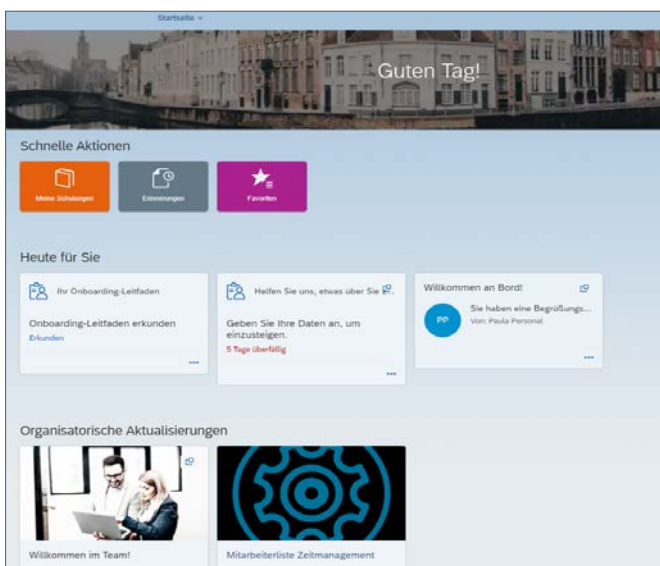 Startseite
Guten Tag!
Schnelle Aktionen
Meine Schulungen
Erinnerungen
Favoriten
Heute für Sie
Ihr Onboarding-Leitfaden
Helfen Sie uns, etwas über Sie
Willkommen an Bord!
Onboarding-Leitfaden erkunden
Erkunden
Geben Sie Ihre Daten an, um
einzusteigen.
5 Tage überfällig
PP
Sie haben eine Begrüßungs...
Von: Paula Personal
Organisatorische Aktualisierungen
Willkommen im Team!
Mitarbeiterliste Zeitmanagement